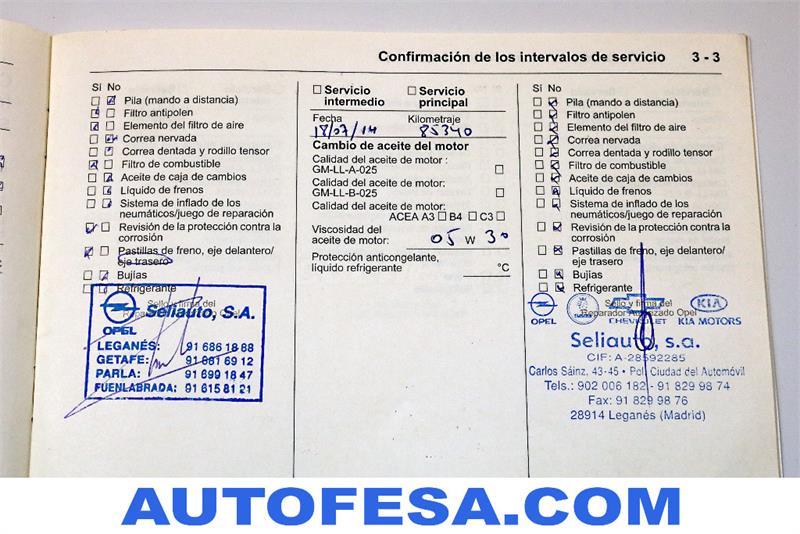 Confirmación de los intervalos de servicio 3 - 3
Sí No
Pila (mando a distancia)
Filtro antipolen
Elemento del filtro de aire
Correa nervada
Correa dentada y rodillo tensor
Filtro de combustible
Aceite de caja de cambios
Líquido de frenos
Sistema de inflado de los
neumáticos/juego de reparación
Revisión de la protección contra la
corrosión
Pastillas de freno, eje delantero/
eje trasero
Bujías
Refrigerante
Sello y firma del
Reparador Autorizado Opel
OPEL
Seliauto, S.A.
LEGANÉS: 91 686 18 88
GETAFE: 91 681 69 12
PARLA: 91 699 18 47
FUENLABRADA: 91 615 81 21
Servicio intermedio
Servicio principal
Fecha Kilometraje
18/07/14 85340
Cambio de aceite del motor
Calidad del aceite de motor :
GM-LL-A-025
Calidad del aceite de motor:
GM-LL-B-025
Calidad del aceite de motor:
ACEA A3 B4 C3
Viscosidad del
aceite de motor: 05 W 30
Protección anticongelante,
líquido refrigerante °C
Sí No
Pila (mando a distancia)
Filtro antipolen
Elemento del filtro de aire
Correa nervada
Correa dentada y rodillo tensor
Filtro de combustible
Aceite de caja de cambios
Líquido de frenos
Sistema de inflado de los
neumáticos/juego de reparación
Revisión de la protección contra la
corrosión
Pastillas de freno, eje delantero/
eje trasero
Bujías
Refrigerante
Sello y firma del
Reparador Autorizado Opel
OPEL CHEVROLET KIA KIA MOTORS
Seliauto, s.a.
CIF: A-28592285
Carlos Sáinz, 43-45 • Pol. Ciudad del Automóvil
Tels.: 902 006 182 - 91 829 98 74
Fax: 91 829 98 76
28914 Leganés (Madrid)
AUTOFESA.COM